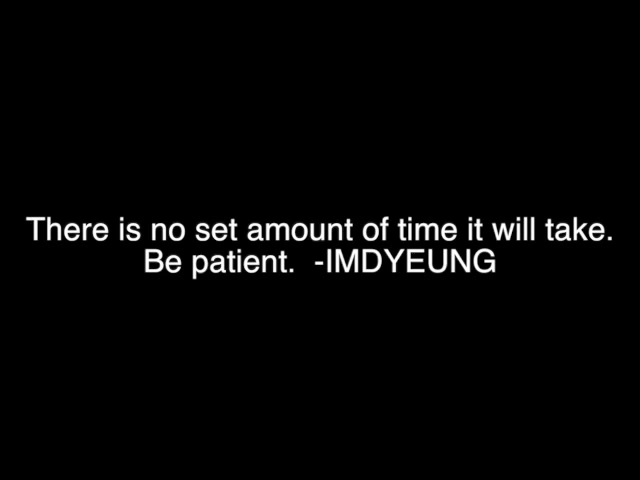 There is no set amount of time it will take.
Be patient.  -IMDYEUNG